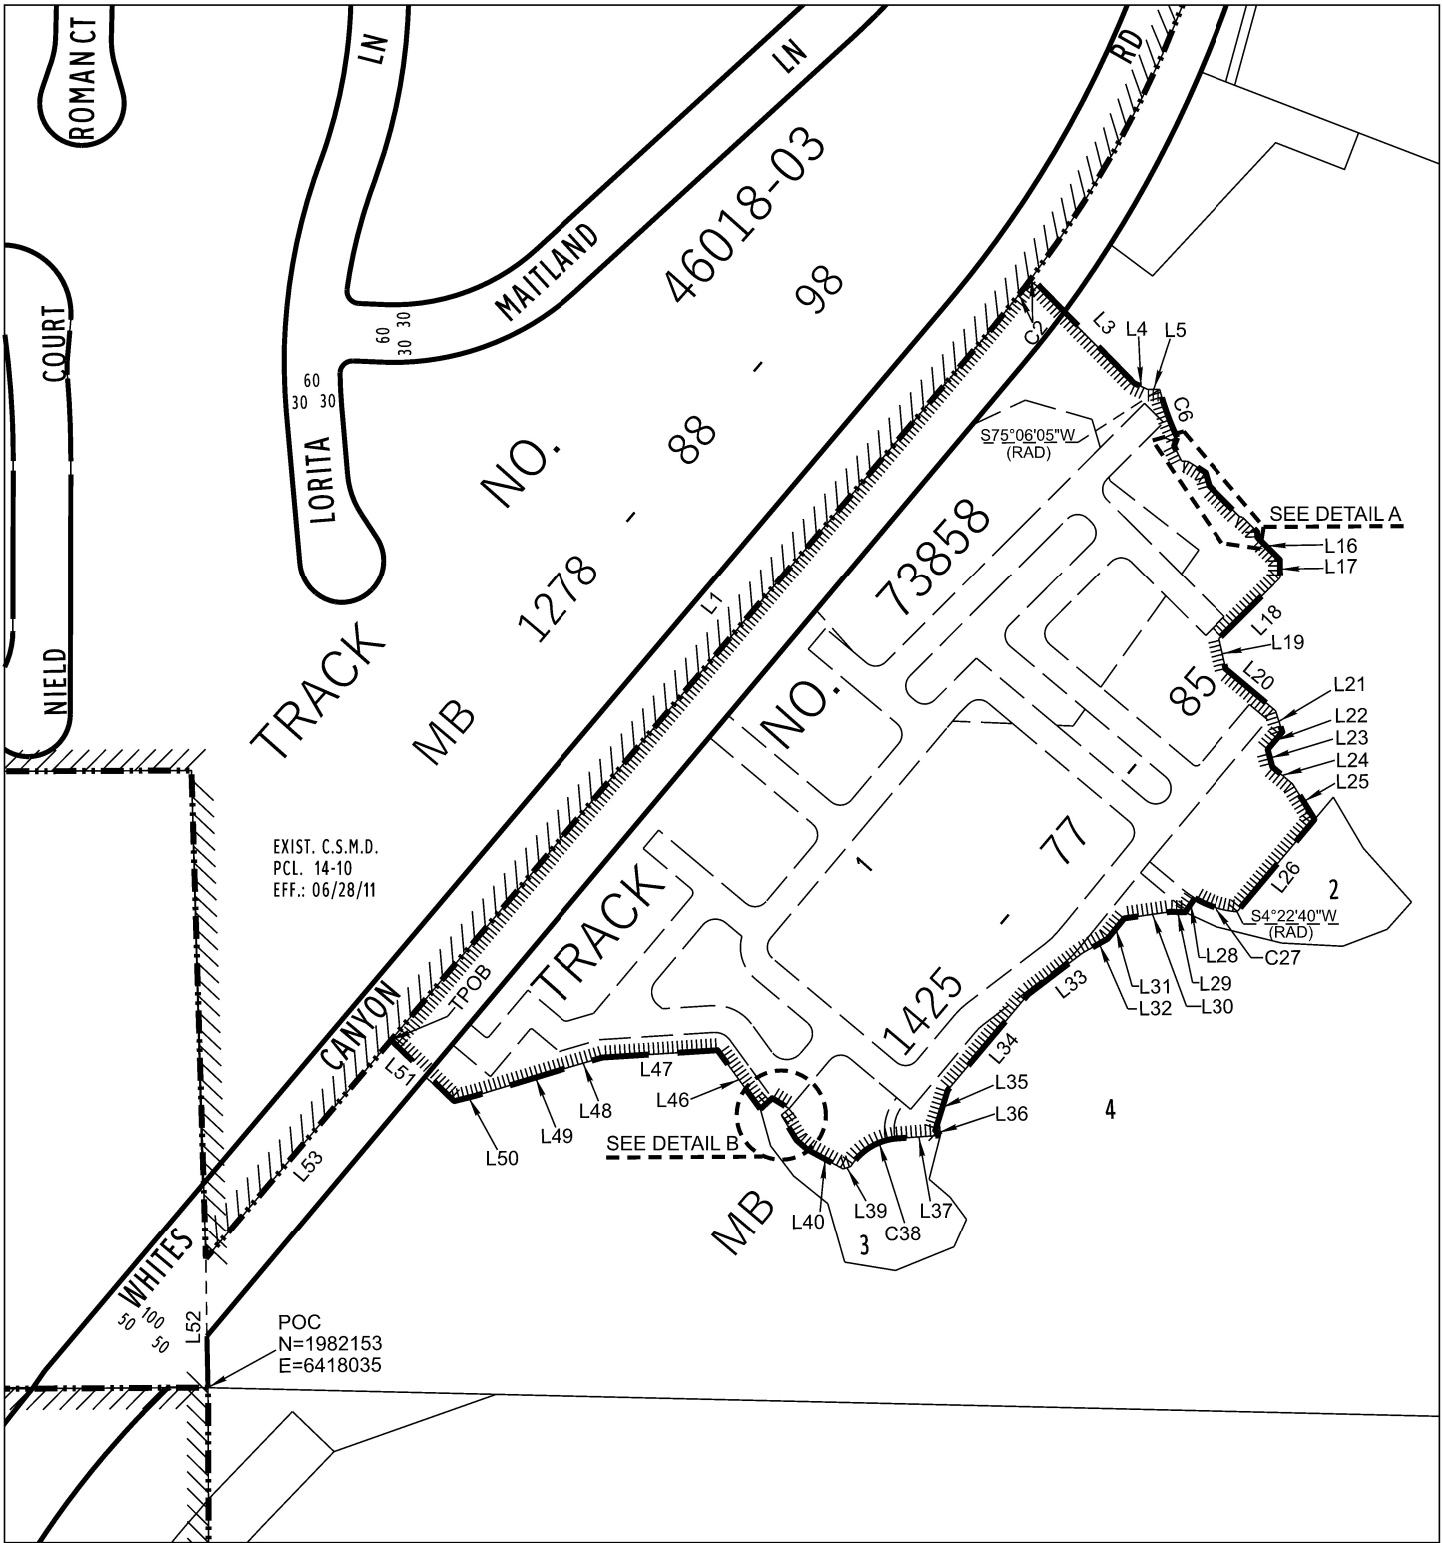 ROMAN CT
LN
LN
RD
MAITLAND
60
30 30
COURT
60
30 30
LORITA
NIELD
TRACK NO. 46018-03
MB 1278 - 88 - 98
EXIST. C.S.M.D.
PCL. 14-10
EFF.: 06/28/11
L1
C2
L3
L4
L5
C6
S75°06'05"W
(RAD)
SEE DETAIL A
L16
L17
L18
L19
L20
L21
L22
L23
L24
L25
L26
2
S4°22'40"W
(RAD)
C27
L28
L29
L30
L31
L32
L33
L34
L35
L36
L37
C38
L39
L40
3
4
1
TRACK NO. 73858
MB 1425 - 77 - 85
SEE DETAIL B
L46
L47
L48
L49
L50
L51
TPOB
WHITES CANYON
L53
50 100 50
L52
POC
N=1982153
E=6418035